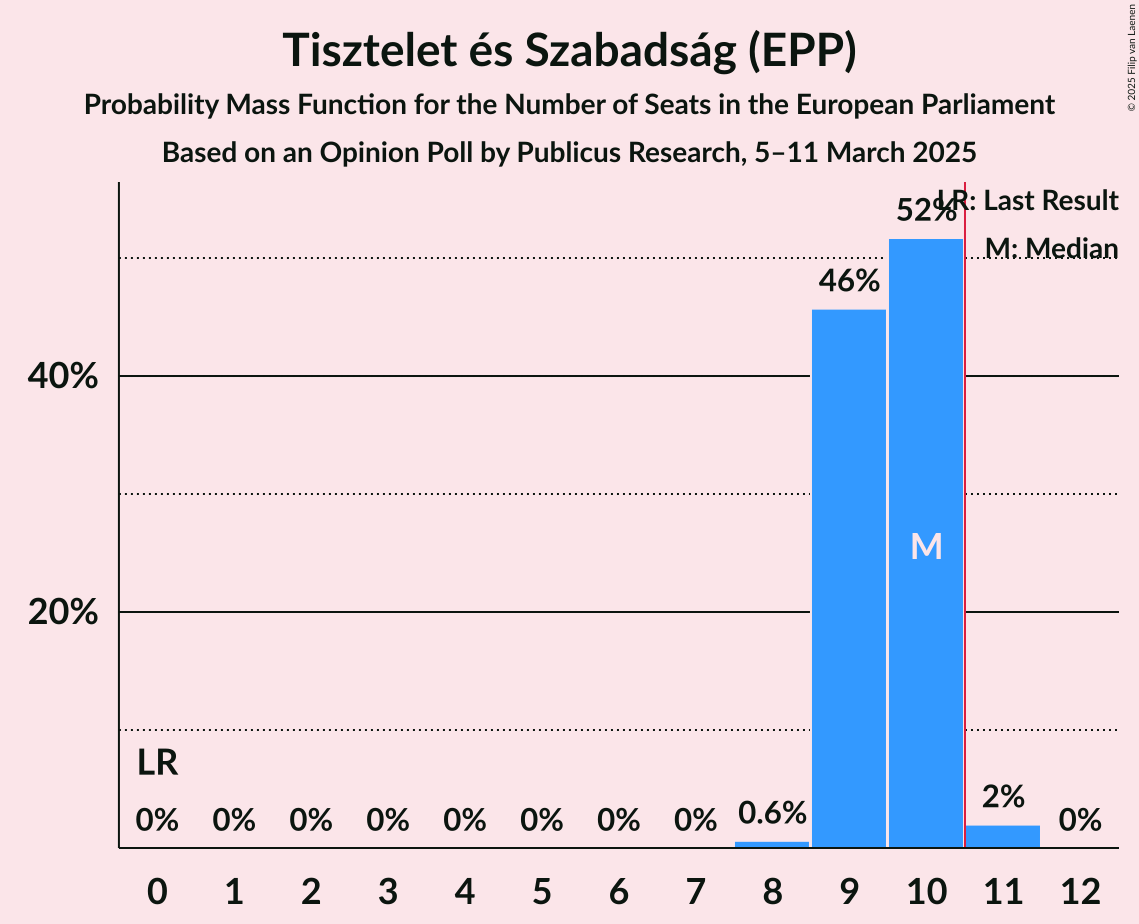 Tisztelet és Szabadság (EPP)
Probability Mass Function for the Number of Seats in the European Parliament
Based on an Opinion Poll by Publicus Research, 5–11 March 2025
© 2025 Filip van Laenen
LR: Last Result
M: Median
52%
46%
40%
M
20%
LR
0% 0% 0% 0% 0% 0% 0% 0% 0.6% 2% 0%
0 1 2 3 4 5 6 7 8 9 10 11 12